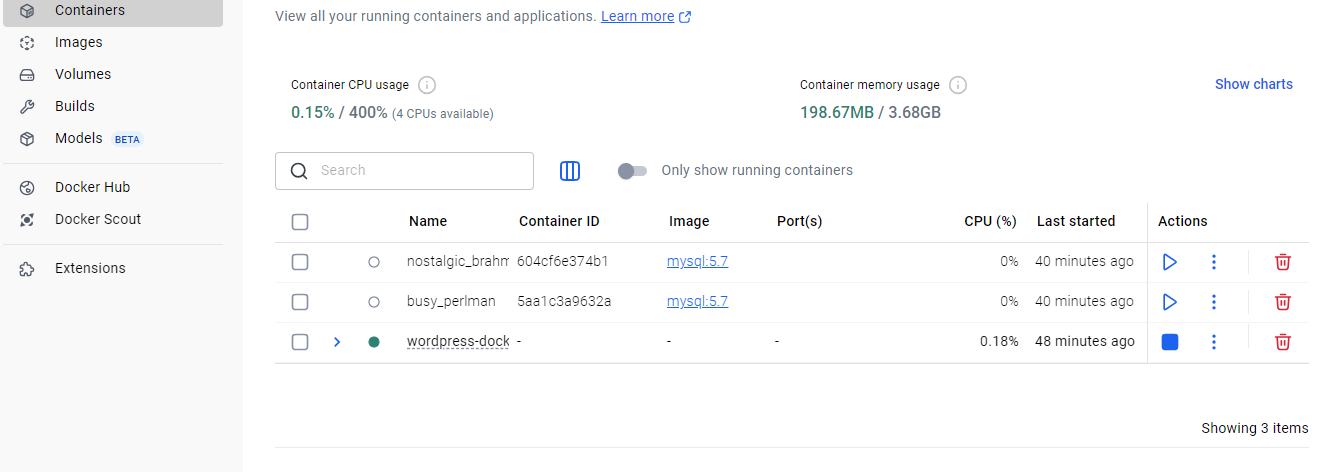 Containers
Images
Volumes
Builds
Models BETA
Docker Hub
Docker Scout
Extensions
View all your running containers and applications. Learn more
Container CPU usage
0.15% / 400% (4 CPUs available)
Container memory usage
198.67MB / 3.68GB
Show charts
Search
Only show running containers
Name Container ID Image Port(s) CPU (%) Last started Actions
nostalgic_brahm 604cf6e374b1 mysql:5.7 0% 40 minutes ago
busy_perlman 5aa1c3a9632a mysql:5.7 0% 40 minutes ago
wordpress-dock - - - 0.18% 48 minutes ago
Showing 3 items